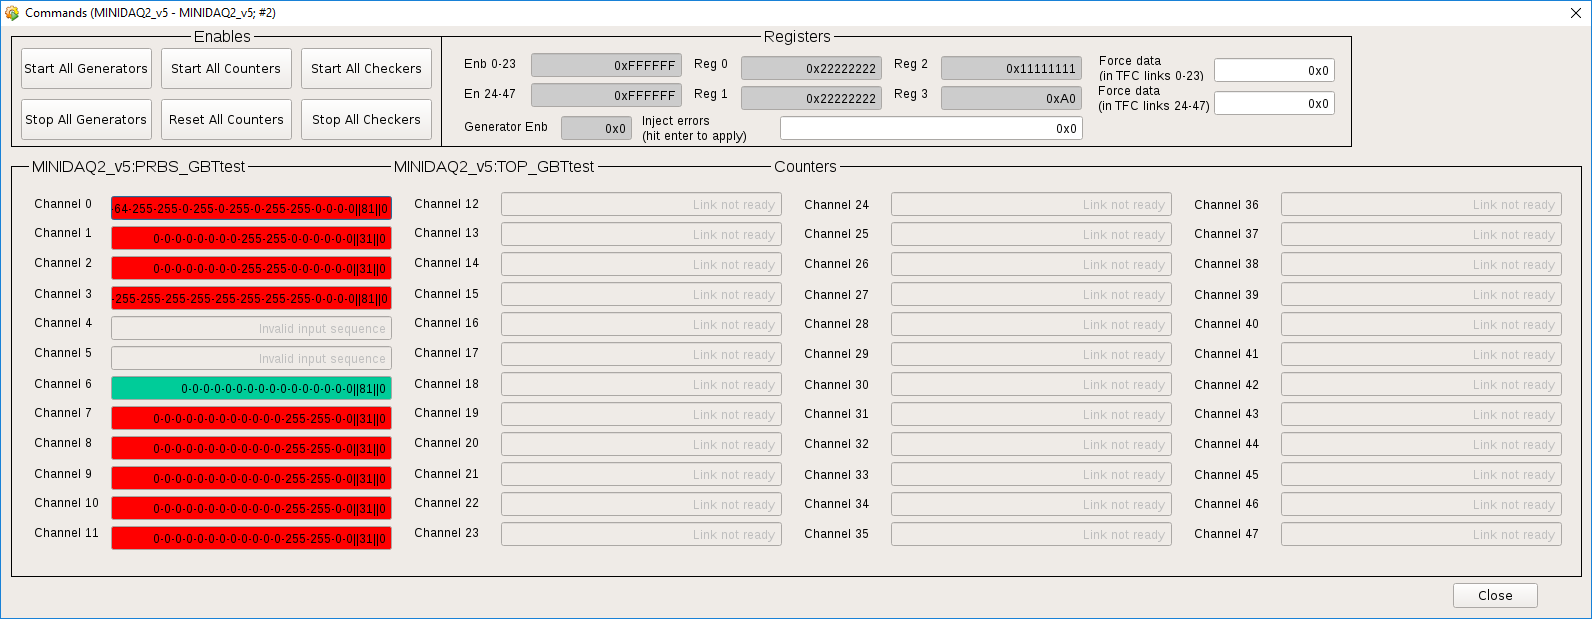 Commands (MINIDAQ2_v5 - MINIDAQ2_v5; #2)
Enables
Start All Generators
Start All Counters
Start All Checkers
Stop All Generators
Reset All Counters
Stop All Checkers
Registers
Enb 0-23 0xFFFFFF Reg 0 0x22222222 Reg 2 0x11111111 Force data
(in TFC links 0-23) 0x0
En 24-47 0xFFFFFF Reg 1 0x22222222 Reg 3 0xA0 Force data
(in TFC links 24-47) 0x0
Generator Enb 0x0 Inject errors
(hit enter to apply) 0x0
MINIDAQ2_v5:PRBS_GBTtest MINIDAQ2_v5:TOP_GBTtest Counters
Channel 0 -64-255-255-0-255-0-255-0-255-255-0-0-0-0||81||0
Channel 1 0-0-0-0-0-0-0-255-255-0-0-0-0-0||31||0
Channel 2 0-0-0-0-0-0-0-255-255-0-0-0-0-0||31||0
Channel 3 -255-255-255-255-255-255-255-255-0-0-0-0||81||0
Channel 4 Invalid input sequence
Channel 5 Invalid input sequence
Channel 6 0-0-0-0-0-0-0-0-0-0-0-0-0-0-0-0||81||0
Channel 7 0-0-0-0-0-0-0-0-0-0-255-255-0-0||31||0
Channel 8 0-0-0-0-0-0-0-0-0-0-255-255-0-0||31||0
Channel 9 0-0-0-0-0-0-0-0-0-0-255-255-0-0||31||0
Channel 10 0-0-0-0-0-0-0-0-0-0-255-255-0-0||31||0
Channel 11 0-0-0-0-0-0-0-0-0-0-255-255-0-0||31||0
Channel 12 Link not ready
Channel 13 Link not ready
Channel 14 Link not ready
Channel 15 Link not ready
Channel 16 Link not ready
Channel 17 Link not ready
Channel 18 Link not ready
Channel 19 Link not ready
Channel 20 Link not ready
Channel 21 Link not ready
Channel 22 Link not ready
Channel 23 Link not ready
Channel 24 Link not ready
Channel 25 Link not ready
Channel 26 Link not ready
Channel 27 Link not ready
Channel 28 Link not ready
Channel 29 Link not ready
Channel 30 Link not ready
Channel 31 Link not ready
Channel 32 Link not ready
Channel 33 Link not ready
Channel 34 Link not ready
Channel 35 Link not ready
Channel 36 Link not ready
Channel 37 Link not ready
Channel 38 Link not ready
Channel 39 Link not ready
Channel 40 Link not ready
Channel 41 Link not ready
Channel 42 Link not ready
Channel 43 Link not ready
Channel 44 Link not ready
Channel 45 Link not ready
Channel 46 Link not ready
Channel 47 Link not ready
Close